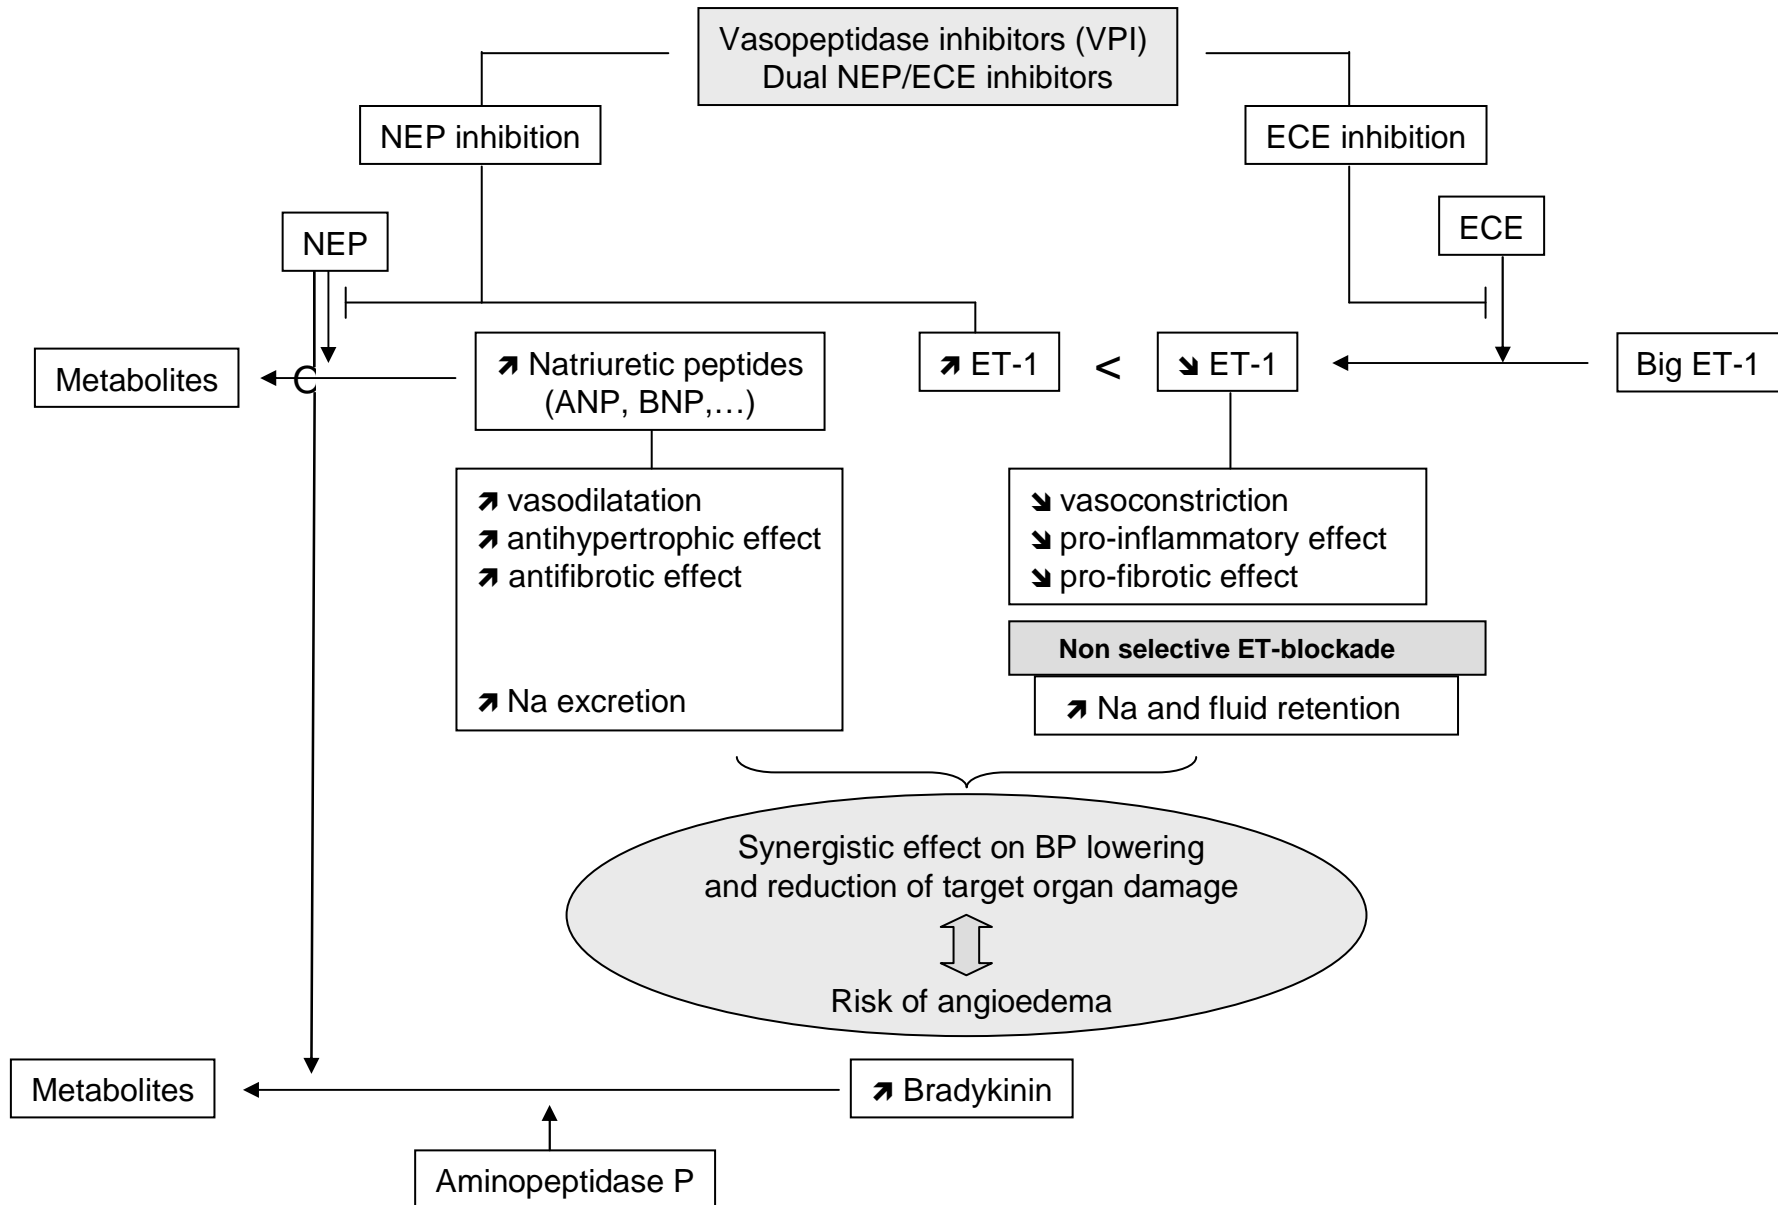 Vasopeptidase inhibitors (VPI)
Dual NEP/ECE inhibitors
NEP inhibition
ECE inhibition
NEP
ECE
Metabolites
↗ Natriuretic peptides
(ANP, BNP,…)
↗ ET-1
<
↘ ET-1
Big ET-1
↗ vasodilatation
↗ antihypertrophic effect
↗ antifibrotic effect
↗ Na excretion
↘ vasoconstriction
↘ pro-inflammatory effect
↘ pro-fibrotic effect
Non selective ET-blockade
↗ Na and fluid retention
Synergistic effect on BP lowering
and reduction of target organ damage
Risk of angioedema
Metabolites
↗ Bradykinin
Aminopeptidase P